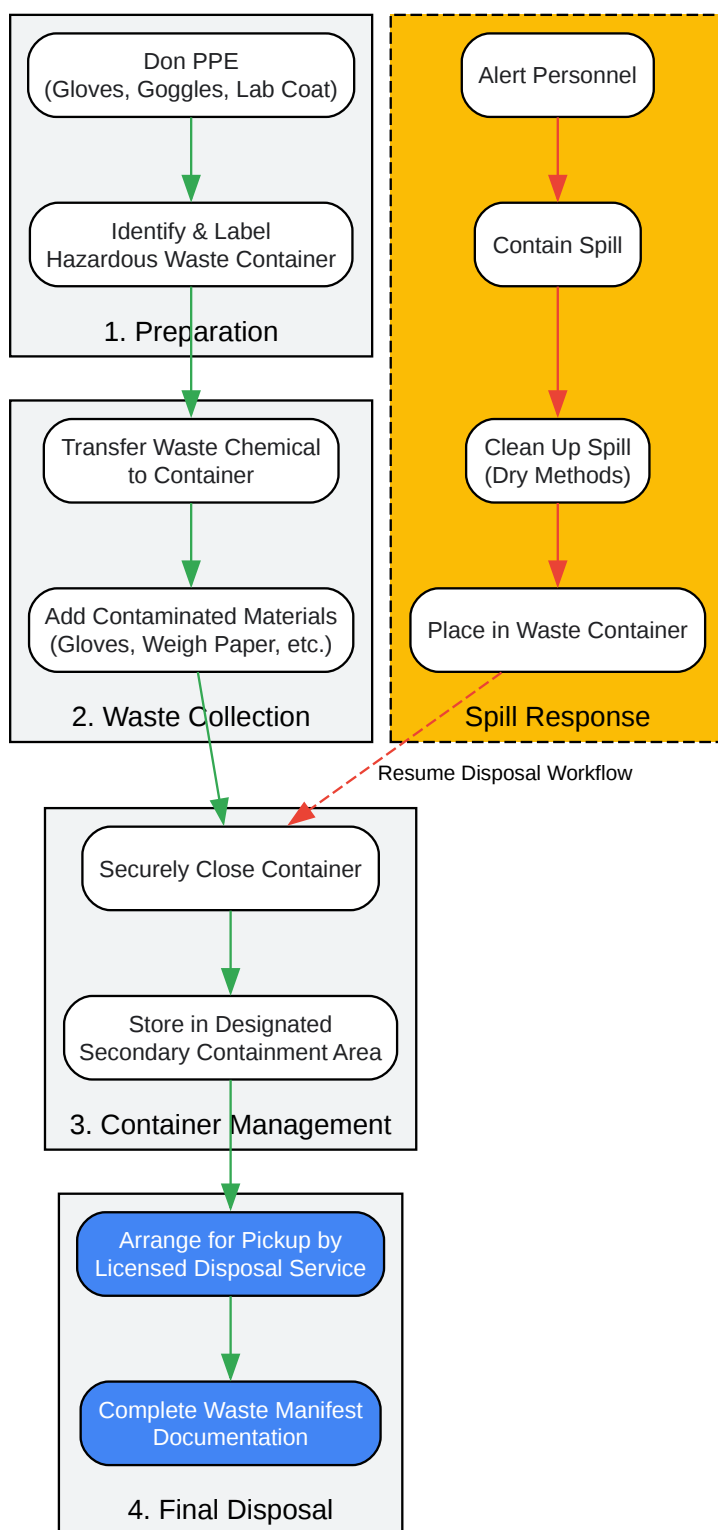 Don PPE
(Gloves, Goggles, Lab Coat)
Identify & Label
Hazardous Waste Container
1. Preparation
Transfer Waste Chemical
to Container
Add Contaminated Materials
(Gloves, Weigh Paper, etc.)
2. Waste Collection
Alert Personnel
Contain Spill
Clean Up Spill
(Dry Methods)
Place in Waste Container
Spill Response
Resume Disposal Workflow
Securely Close Container
Store in Designated
Secondary Containment Area
3. Container Management
Arrange for Pickup by
Licensed Disposal Service
Complete Waste Manifest
Documentation
4. Final Disposal